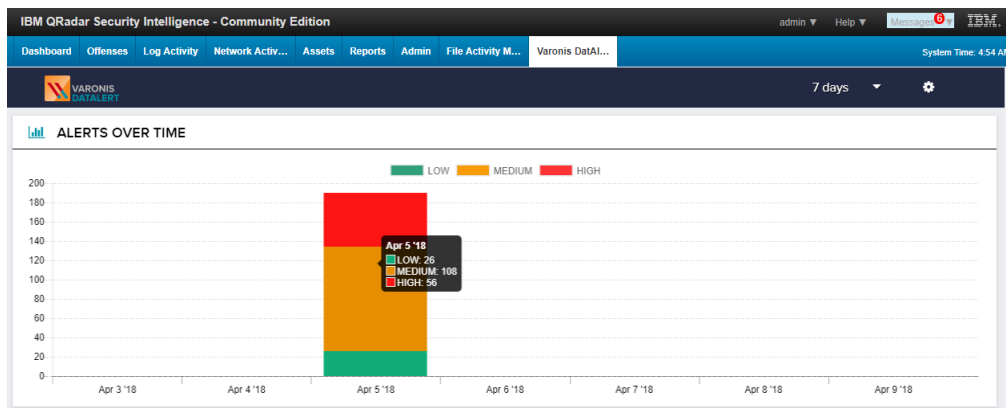 IBM QRadar Security Intelligence - Community Edition
admin Help Messages 6 IBM.
Dashboard Offenses Log Activity Network Activ... Assets Reports Admin File Activity M... Varonis DatAl... System Time: 4:54 AM
VARONIS
DATALERT
7 days
ALERTS OVER TIME
LOW MEDIUM HIGH
200
180
160
140
120
100
80
60
40
20
0
Apr 5 '18
LOW: 26
MEDIUM: 108
HIGH: 56
Apr 3 '18 Apr 4 '18 Apr 5 '18 Apr 6 '18 Apr 7 '18 Apr 8 '18 Apr 9 '18